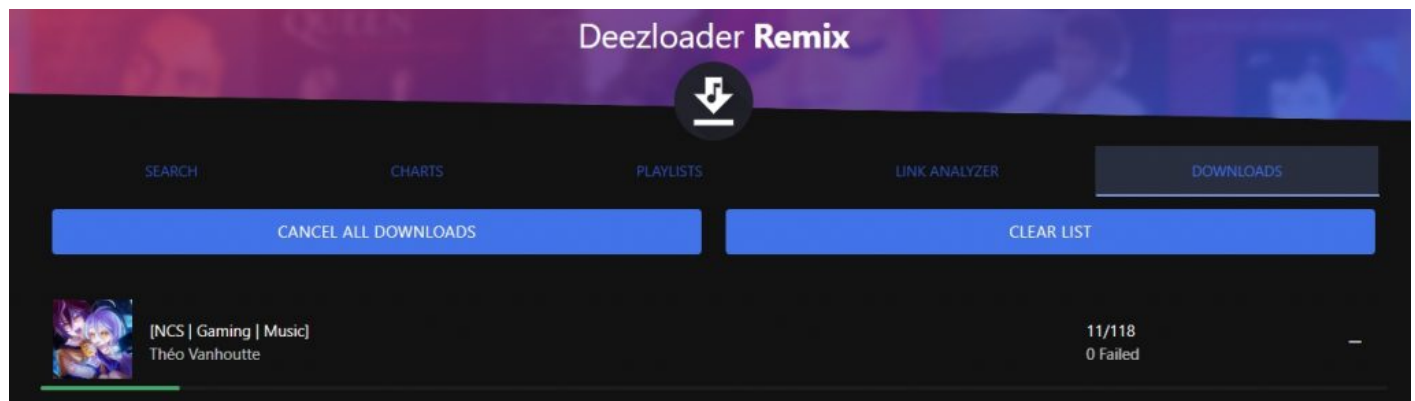 Deezloader Remix
SEARCH
CHARTS
PLAYLISTS
LINK ANALYZER
DOWNLOADS
CANCEL ALL DOWNLOADS
CLEAR LIST
[NCS | Gaming | Music]
11/118
Théo Vanhoutte
0 Failed